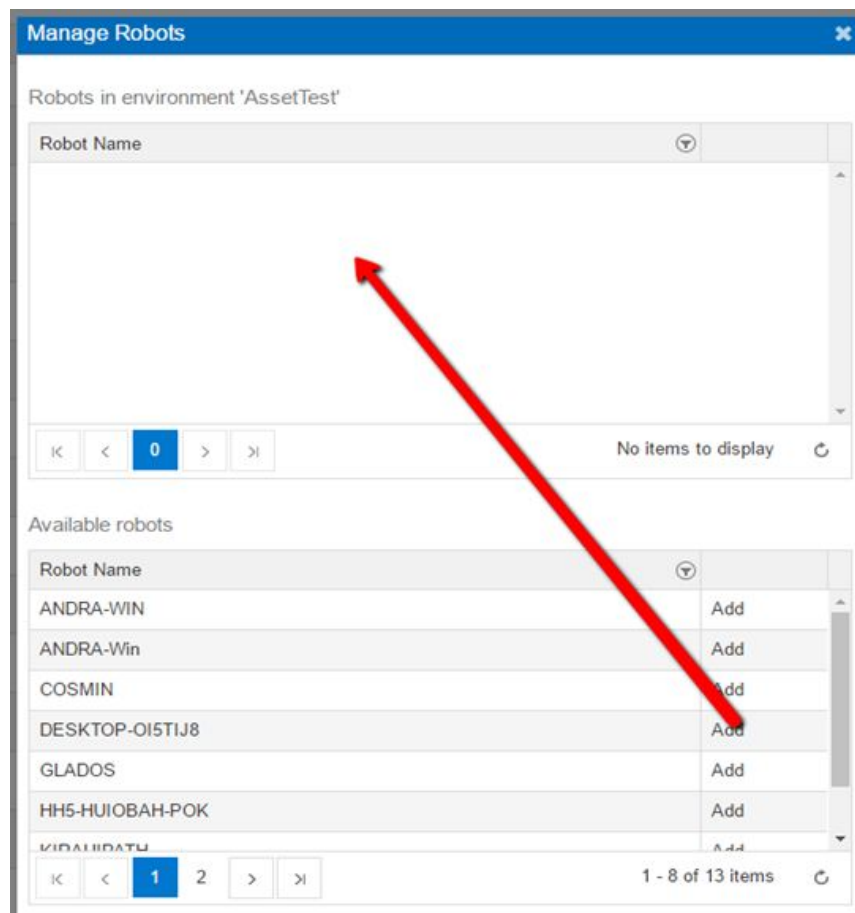 Manage Robots
Robots in environment 'AssetTest'
Robot Name
0
No items to display
Available robots
Robot Name
ANDRA-WIN Add
ANDRA-Win Add
COSMIN Add
DESKTOP-OI5TIJ8 Add
GLADOS Add
HH5-HUIOBAH-POK Add
1 2 1 - 8 of 13 items